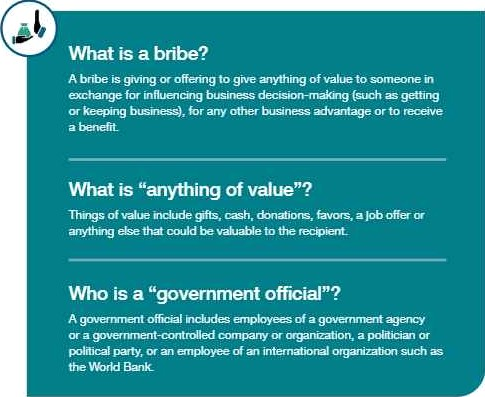 What is a bribe?
A bribe is giving or offering to give anything of value to someone in
exchange for influencing business decision-making (such as getting
or keeping business), for any other business advantage or to receive
a benefit.
What is “anything of value”?
Things of value include gifts, cash, donations, favors, a job offer or
anything else that could be valuable to the recipient.
Who is a “government official”?
A government official includes employees of a government agency
or a government-controlled company or organization, a politician or
political party, or an employee of an international organization such as
the World Bank.